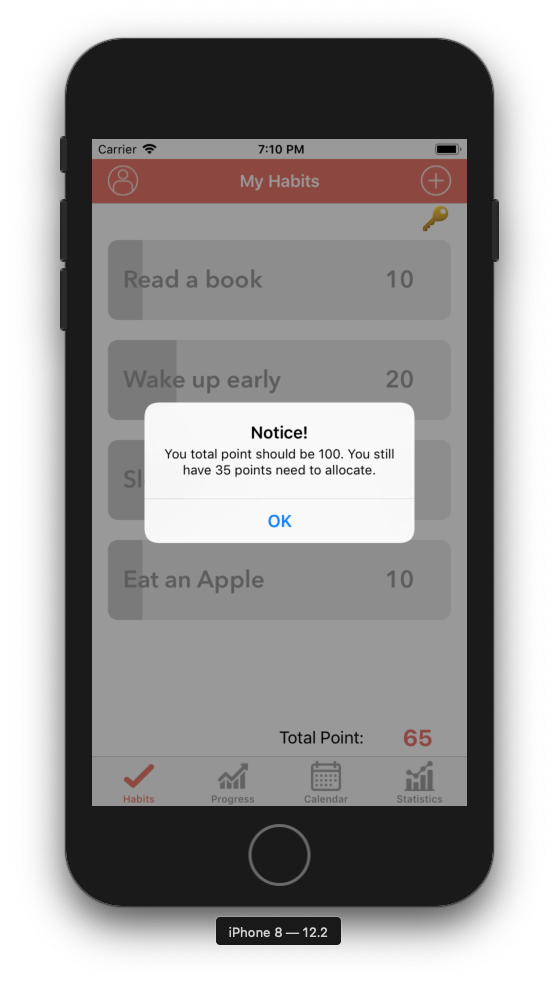 Carrier 7:10 PM
My Habits
Read a book 10
Wake up early 20
Notice!
You total point should be 100. You still
have 35 points need to allocate.
OK
Eat an Apple 10
Total Point: 65
Habits Progress Calendar Statistics
iPhone 8 — 12.2